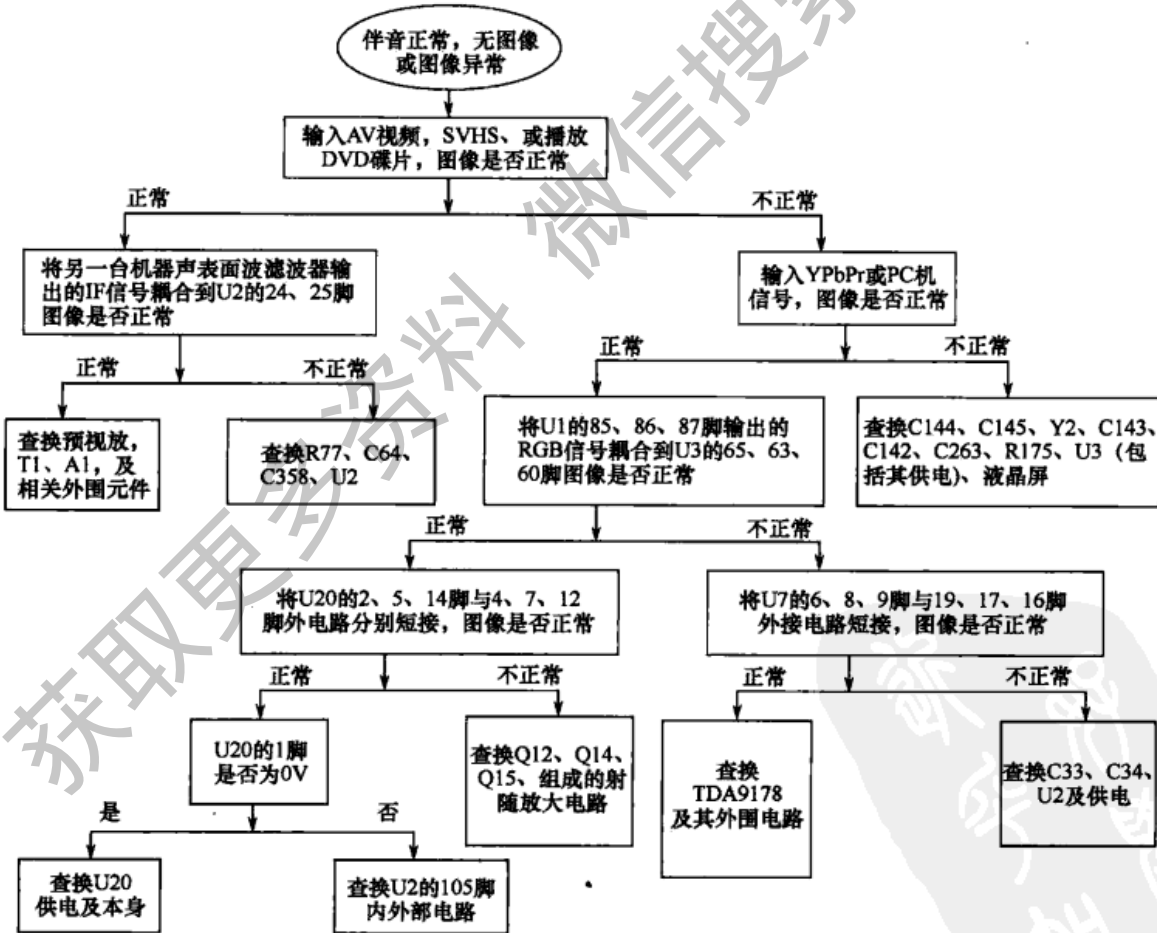 伴音正常，无图像
或图像异常
输入AV视频，SVHS、或播放
DVD碟片，图像是否正常
正常
不正常
将另一台机器声表面波滤波器输
出的IF信号耦合到U2的24、25脚
图像是否正常
输入YPbPr或PC机
信号，图像是否正常
正常
不正常
正常
不正常
查换预视放，
T1、A1，及
相关外围元件
查换R77、C64、
C358、U2
将U1的85、86、87脚输出的
RGB信号耦合到U3的65、63、
60脚图像是否正常
查换C144、C145、Y2、C143、
C142、C263、R175、U3（包
括其供电）、液晶屏
正常
不正常
将U20的2、5、14脚与4、7、12
脚外电路分别短接，图像是否正常
将U7的6、8、9脚与19、17、16脚
外接电路短接，图像是否正常
正常
不正常
正常
不正常
U20的1脚
是否为0V
查换Q12、Q14、
Q15、组成的射
随放大电路
查换
TDA9178
及其外围电路
查换C33、C34、
U2及供电
是
否
查换U20
供电及本身
查换U2的105脚
内外部电路
获取更多资料 微信搜索